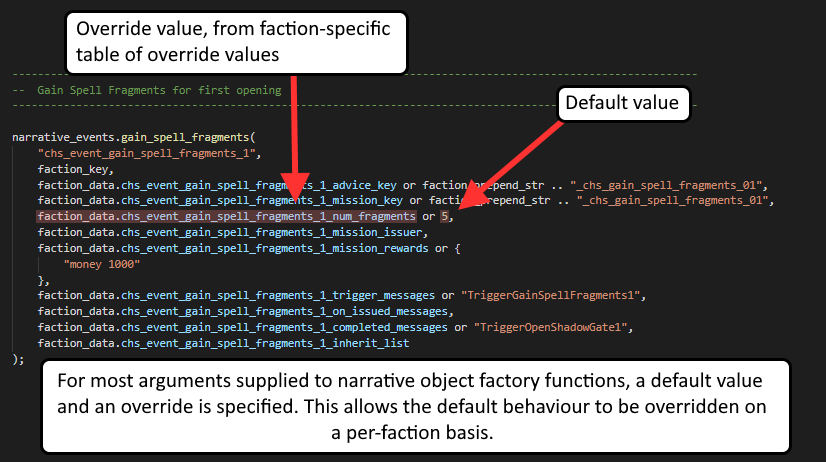 Override value, from faction-specific
table of override values
-- Gain Spell Fragments for first opening
Default value
narrative_events.gain_spell_fragments(
"chs_event_gain_spell_fragments_1",
faction_key,
faction_data.chs_event_gain_spell_fragments_1_advice_key or faction_prepend_str .. "_chs_gain_spell_fragments_01",
faction_data.chs_event_gain_spell_fragments_1_mission_key or faction_prepend_str .. "_chs_gain_spell_fragments_01",
faction_data.chs_event_gain_spell_fragments_1_num_fragments or 5,
faction_data.chs_event_gain_spell_fragments_1_mission_issuer,
faction_data.chs_event_gain_spell_fragments_1_mission_rewards or {
"money 1000"
},
faction_data.chs_event_gain_spell_fragments_1_trigger_messages or "TriggerGainSpellFragments1",
faction_data.chs_event_gain_spell_fragments_1_on_issued_messages,
faction_data.chs_event_gain_spell_fragments_1_completed_messages or "TriggerOpenShadowGate1",
faction_data.chs_event_gain_spell_fragments_1_inherit_list
);
For most arguments supplied to narrative object factory functions, a default value
and an override is specified. This allows the default behaviour to be overridden on
a per-faction basis.